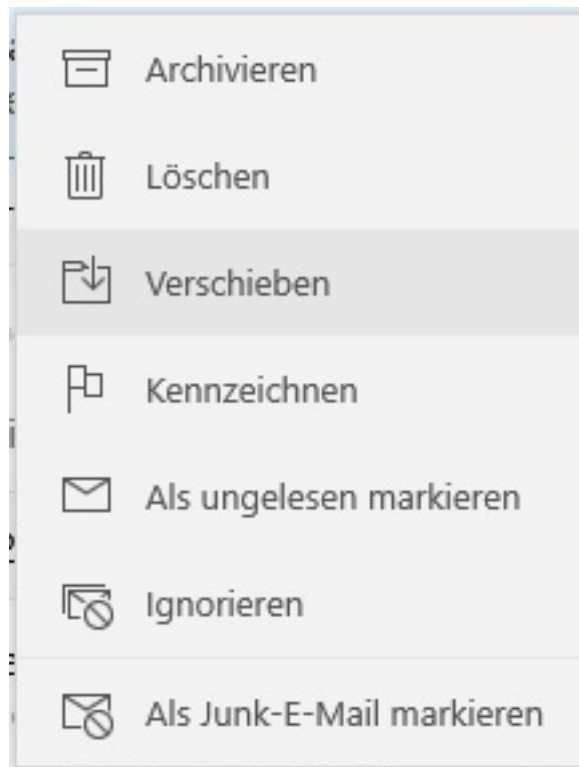 Archivieren
Löschen
Verschieben
Kennzeichnen
Als ungelesen markieren
Ignorieren
Als Junk-E-Mail markieren